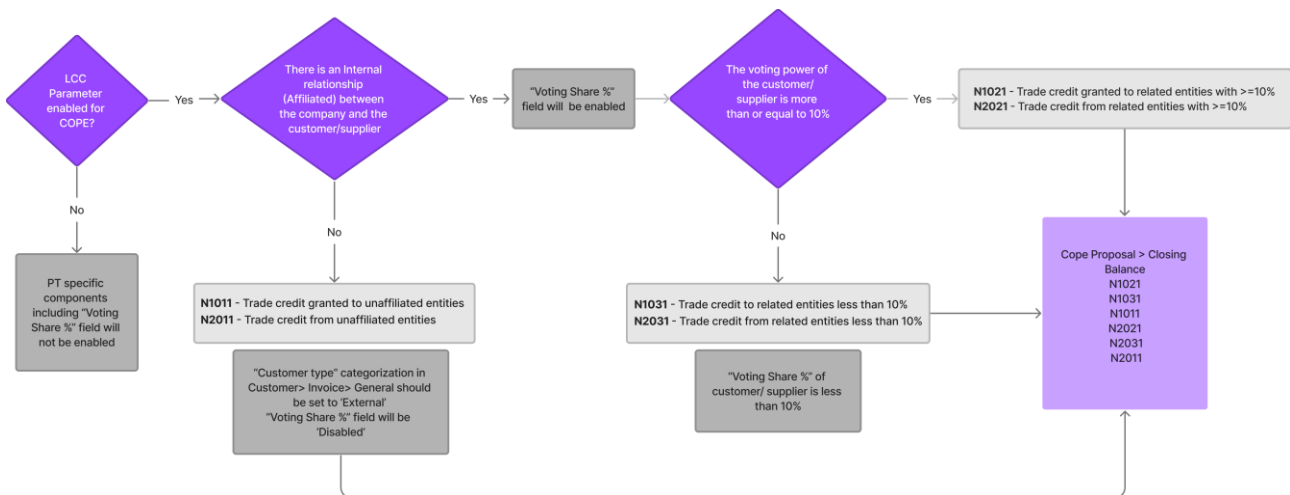 LCC
Parameter
enabled for
COPE?
Yes
There is an Internal
relationship
(Affiliated) between
the company and the
the customer/supplier
Yes
“Voting Share %”
field will be enabled
The voting power of
the customer/
supplier is more
than or equal to 10%
Yes
N1021 - Trade credit granted to related entities with >=10%
N2021 - Trade credit from related entities with >=10%
No
PT specific
components
including “Voting
Share %” field will
not be enabled
No
N1011 - Trade credit granted to unaffiliated entities
N2011 - Trade credit from unaffiliated entities
“Customer type” categorization in
Customer> Invoice> General should
be set to ‘External’
“Voting Share %” field will be
‘Disabled’
No
N1031 - Trade credit to related entities less than 10%
N2031 - Trade credit from related entities less than 10%
“Voting Share %” of
customer/ supplier is less
than 10%
Cope Proposal > Closing
Balance
N1021
N1031
N1011
N2021
N2031
N2011